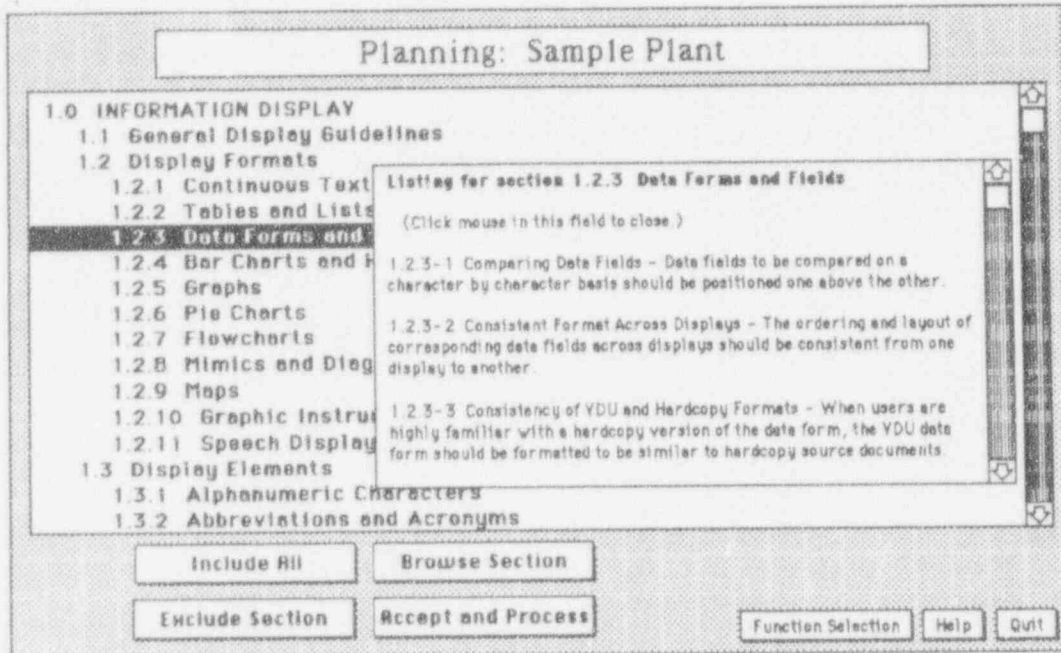 Planning: Sample Plant
1.0 INFORMATION DISPLAY
1.1 General Display Guidelines
1.2 Display Formats
1.2.1 Continuous Text
1.2.2 Tables and Lists
1.2.3 Data Forms and
1.2.4 Bar Charts and H
1.2.5 Graphs
1.2.6 Pie Charts
1.2.7 Flowcharts
1.2.8 Mimics and Diag
1.2.9 Maps
1.2.10 Graphic Instru
1.2.11 Speech Display
1.3 Display Elements
1.3.1 Alphanumeric Characters
1.3.2 Abbreviations and Acronyms
Listing for section 1.2.3 Data Forms and Fields
(Click mouse in this field to close.)
1.2.3-1 Comparing Data Fields - Data fields to be compared on a
character by character basis should be positioned one above the other.
1.2.3-2 Consistent Format Across Displays - The ordering and layout of
corresponding data fields across displays should be consistent from one
display to another.
1.2.3-3 Consistency of VDU and Hardcopy Formats - When users are
highly familiar with a hardcopy version of the data form, the VDU data
form should be formatted to be similar to hardcopy source documents.
Include All
Browse Section
Exclude Section
Accept and Process
Function Selection
Help
Quit